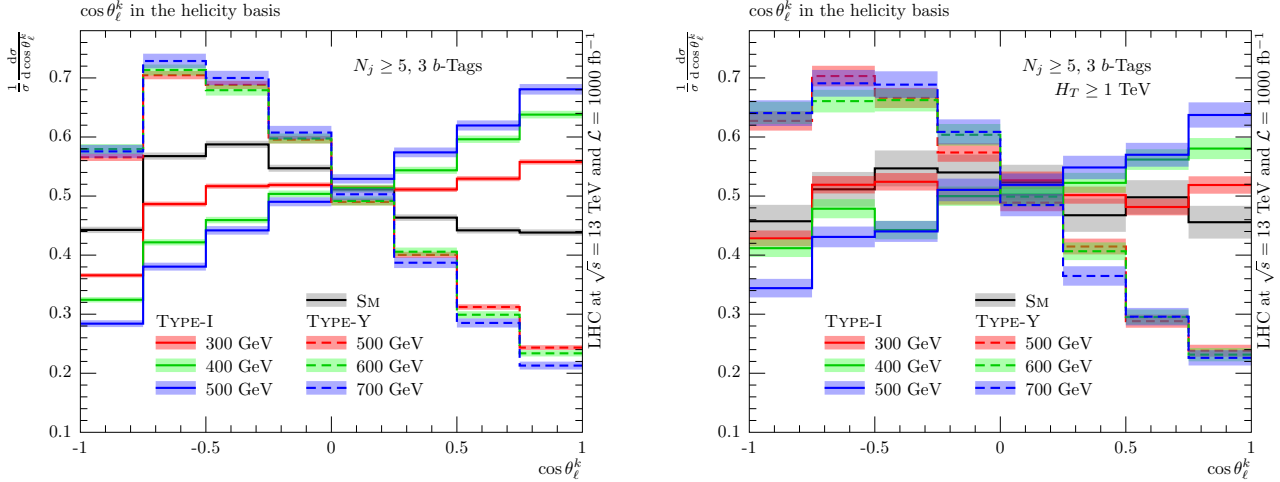 cos θ_ℓ^k in the helicity basis
1/σ dσ/d cos θ_ℓ^k
N_j ≥ 5, 3 b-Tags
0.7
0.6
0.5
0.4
0.3
0.2
0.1
SM
TYPE-I TYPE-Y
300 GeV 500 GeV
400 GeV 600 GeV
500 GeV 700 GeV
-1 -0.5 0 0.5 1
cos θ_ℓ^k
LHC at √s = 13 TeV and ℒ = 1000 fb⁻¹
cos θ_ℓ^k in the helicity basis
1/σ dσ/d cos θ_ℓ^k
N_j ≥ 5, 3 b-Tags
H_T ≥ 1 TeV
0.7
0.6
0.5
0.4
0.3
0.2
0.1
SM
TYPE-I TYPE-Y
300 GeV 500 GeV
400 GeV 600 GeV
500 GeV 700 GeV
-1 -0.5 0 0.5 1
cos θ_ℓ^k
LHC at √s = 13 TeV and ℒ = 1000 fb⁻¹